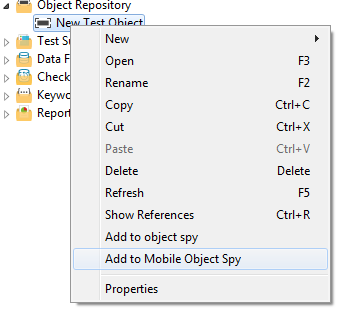 Object Repository
New Test Object
Test Su
Data F
Check
Keywo
Report
New
Open F3
Rename F2
Copy Ctrl+C
Cut Ctrl+X
Paste Ctrl+V
Delete Delete
Refresh F5
Show References Ctrl+R
Add to object spy
Add to Mobile Object Spy
Properties